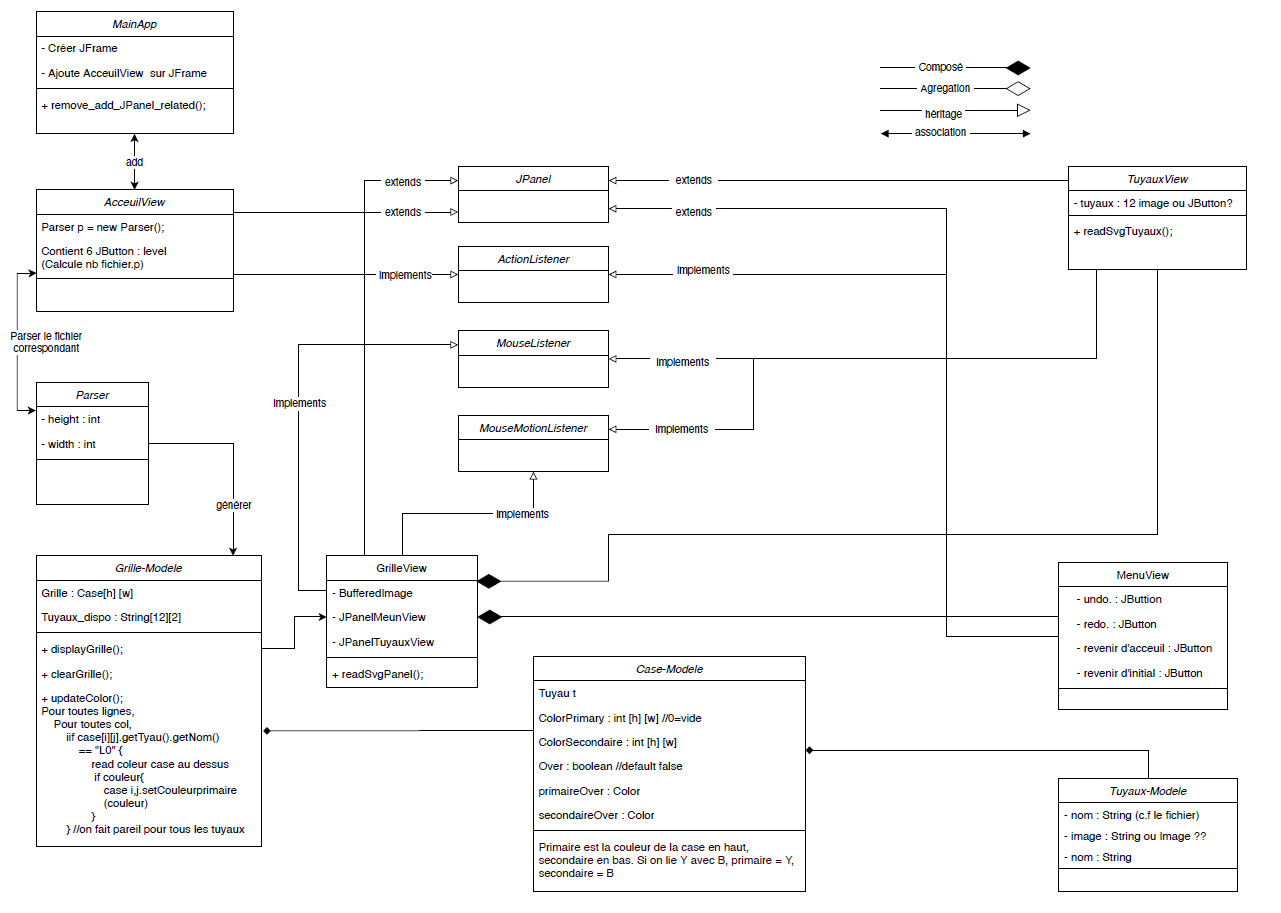 MainApp
- Créer JFrame
- Ajoute AcceuilView sur JFrame
+ remove_add_JPanel_related();
Composé
Agregation
héritage
association
add
AcceuilView
Parser p = new Parser();
Contient 6 JButton : level
(Calcule nb fichier.p)
extends
extends
Implements
JPanel
ActionListener
MouseListener
MouseMotionListener
extends
extends
Implements
Implements
Implements
TuyauxView
- tuyaux : 12 image ou JButton?
+ readSvgTuyaux();
Parser le fichier
correspondant
Implements
Parser
- height : int
- width : int
générer
Implements
Grille-Modele
Grille : Case[h] [w]
Tuyaux_dispo : String[12][2]
+ displayGrille();
+ clearGrille();
+ updateColor();
Pour toutes lignes,
Pour toutes col,
iif case[i][j].getTyau().getNom()
== "L0" {
read coleur case au dessus
if couleur{
case i,j.setCouleurprimaire
(couleur)
}
} //on fait pareil pour tous les tuyaux
GrilleView
- BufferedImage
- JPanelMeunView
- JPanelTuyauxView
+ readSvgPanel();
MenuView
- undo. : JButtion
- redo. : JButton
- revenir d'acceuil : JButton
- revenir d'initial : JButton
Case-Modele
Tuyau t
ColorPrimary : int [h] [w] //0=vide
ColorSecondaire : int [h] [w]
Over : boolean //default false
primaireOver : Color
secondaireOver : Color
Primaire est la couleur de la case en haut,
secondaire en bas. Si on lie Y avec B, primaire = Y,
secondaire = B
Tuyaux-Modele
- nom : String (c.f le fichier)
- image : String ou Image ??
- nom : String